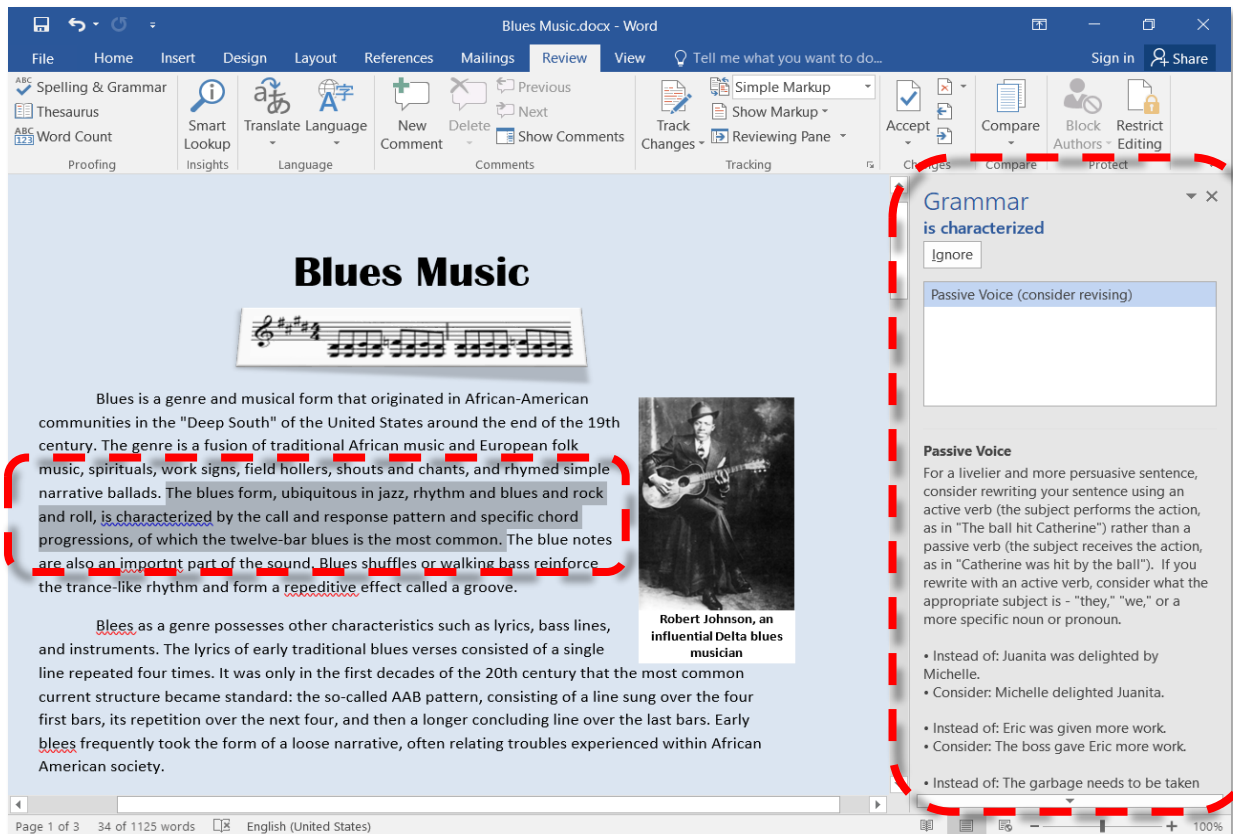 Blues Music.docx - Word
File Home Insert Design Layout References Mailings Review View Tell me what you want to do... Sign in Share
ABC Spelling & Grammar
Thesaurus
ABC 123 Word Count
Proofing
Smart Lookup
Insights
Translate Language
Language
New Comment
Delete
Previous
Next
Show Comments
Comments
Track Changes
Simple Markup
Show Markup
Reviewing Pane
Tracking
Accept
Changes
Compare
Compare
Block Authors
Restrict Editing
Protect
Blues Music
Blues is a genre and musical form that originated in African-American
communities in the "Deep South" of the United States around the end of the 19th
century. The genre is a fusion of traditional African music and European folk
music, spirituals, work signs, field hollers, shouts and chants, and rhymed simple
narrative ballads. The blues form, ubiquitous in jazz, rhythm and blues and rock
and roll, is characterized by the call and response pattern and specific chord
progressions, of which the twelve-bar blues is the most common. The blue notes
are also an importnt part of the sound. Blues shuffles or walking bass reinforce
the trance-like rhythm and form a repeditive effect called a groove.
Robert Johnson, an
influential Delta blues
musician
Blees as a genre possesses other characteristics such as lyrics, bass lines,
and instruments. The lyrics of early traditional blues verses consisted of a single
line repeated four times. It was only in the first decades of the 20th century that the most common
current structure became standard: the so-called AAB pattern, consisting of a line sung over the four
first bars, its repetition over the next four, and then a longer concluding line over the last bars. Early
blees frequently took the form of a loose narrative, often relating troubles experienced within African
American society.
Grammar
is characterized
Ignore
Passive Voice (consider revising)
Passive Voice
For a livelier and more persuasive sentence,
consider rewriting your sentence using an
active verb (the subject performs the action,
as in "The ball hit Catherine") rather than a
passive verb (the subject receives the action,
as in "Catherine was hit by the ball"). If you
rewrite with an active verb, consider what the
appropriate subject is - "they," "we," or a
more specific noun or pronoun.
• Instead of: Juanita was delighted by
Michelle.
• Consider: Michelle delighted Juanita.
• Instead of: Eric was given more work.
• Consider: The boss gave Eric more work.
• Instead of: The garbage needs to be taken
Page 1 of 3 34 of 1125 words English (United States) 100%